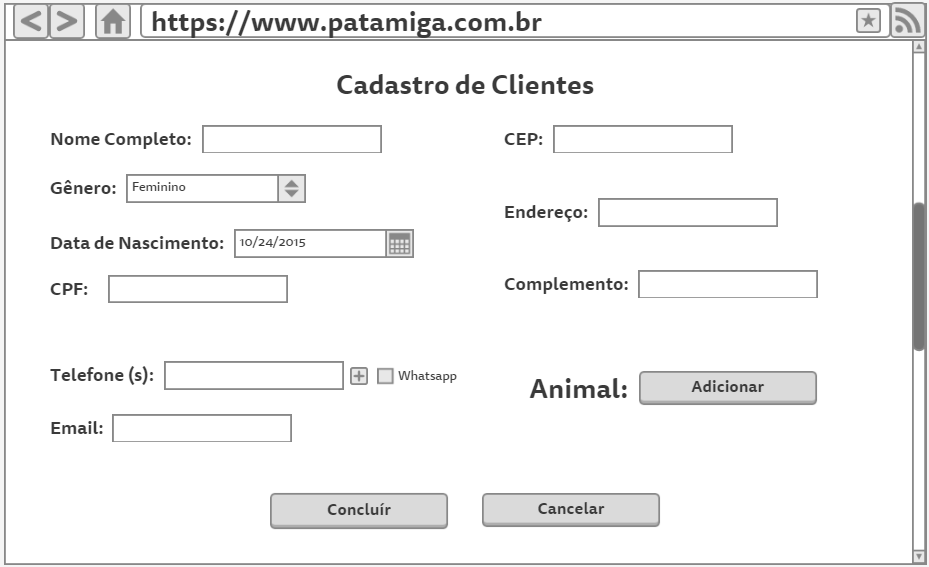 https://www.patamiga.com.br
Cadastro de Clientes
Nome Completo:
CEP:
Gênero: Feminino
Endereço:
Data de Nascimento: 10/24/2015
CPF:
Complemento:
Telefone (s): Whatsapp
Animal: Adicionar
Email:
Concluír Cancelar